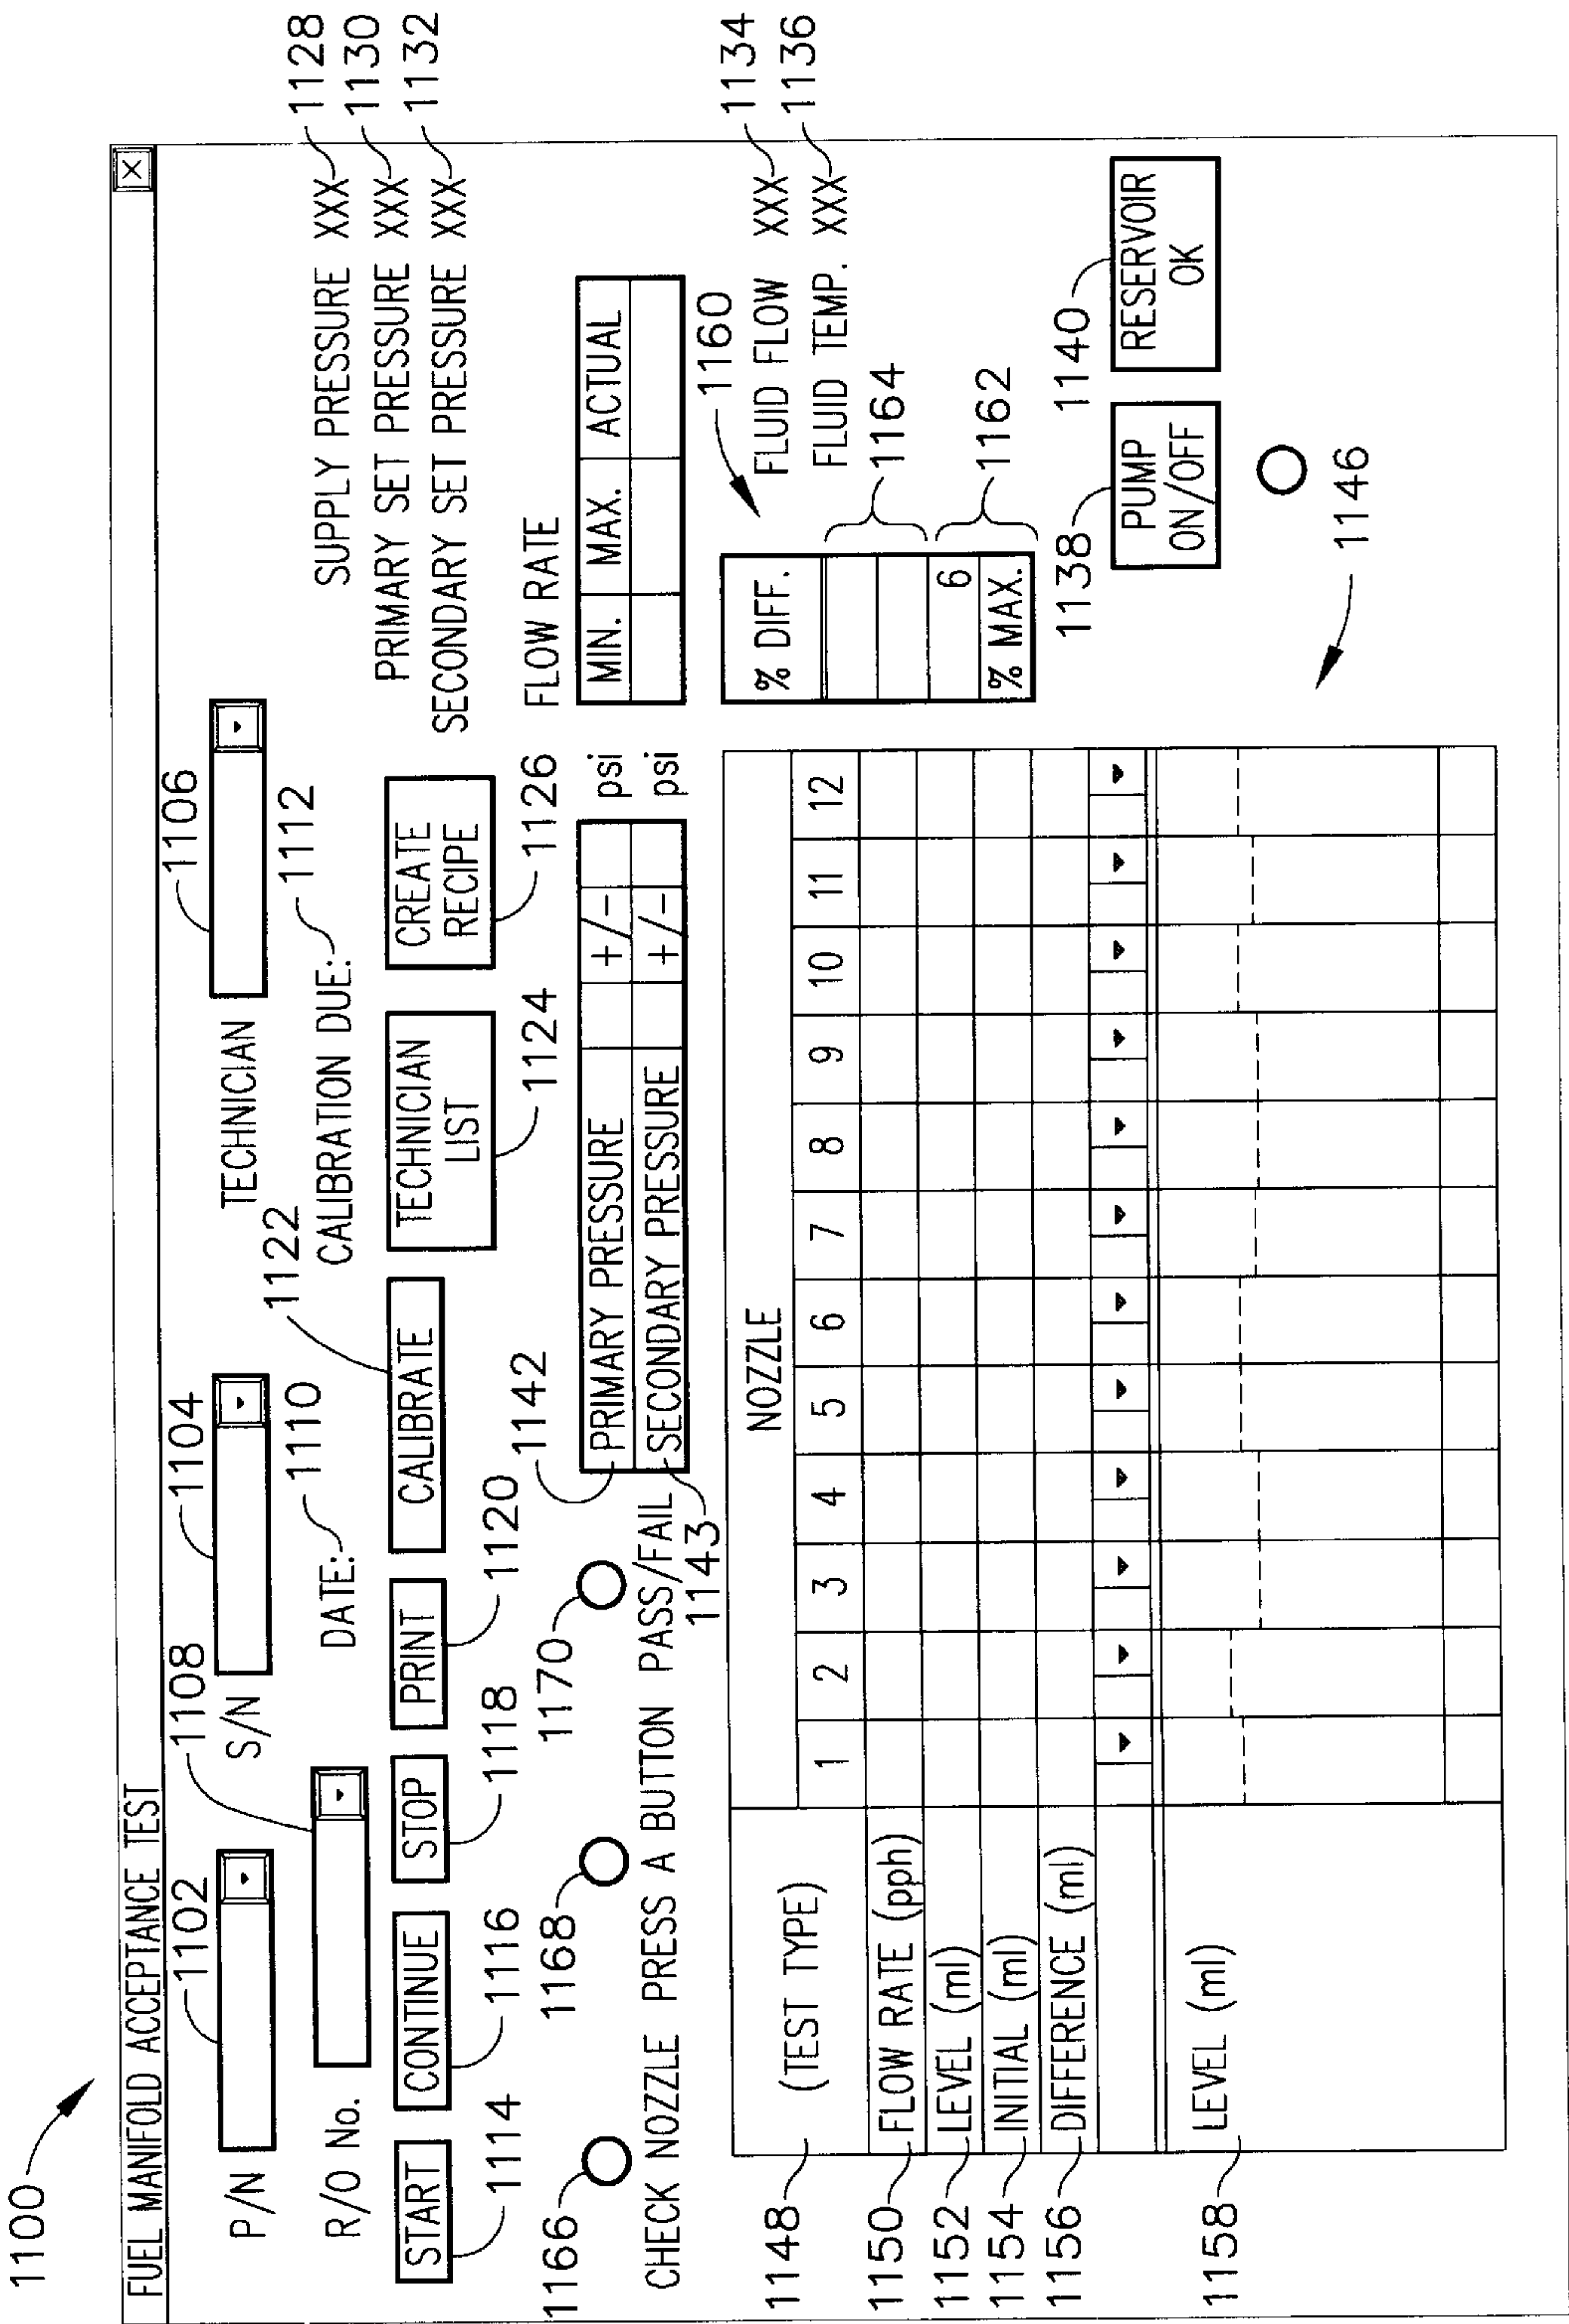 1100
FUEL MANIFOLD ACCEPTANCE TEST X
1102 1104 1106
P/N S/N TECHNICIAN
1108 1110 1122 1112
R/O No. DATE: CALIBRATION DUE:
SUPPLY PRESSURE XXX 1128
PRIMARY SET PRESSURE XXX 1130
SECONDARY SET PRESSURE XXX 1132
START CONTINUE STOP PRINT CALIBRATE TECHNICIAN LIST CREATE RECIPE
1114 1116 1118 1120 1124 1126
1166 1168 1170 1142
FLOW RATE
PRIMARY PRESSURE +/- psi MIN. MAX. ACTUAL
CHECK NOZZLE PRESS A BUTTON PASS/FAIL SECONDARY PRESSURE +/- psi
1143
1160
1148 (TEST TYPE) NOZZLE % DIFF. FLUID FLOW XXX 1134
1 2 3 4 5 6 7 8 9 10 11 12 FLUID TEMP. XXX 1136
1150 FLOW RATE (pph) 1164
1152 LEVEL (ml) 6
1154 INITIAL (ml) % MAX. 1162
1156 DIFFERENCE (ml) 1138 1140
PUMP ON/OFF RESERVOIR OK
1158 LEVEL (ml)
1146